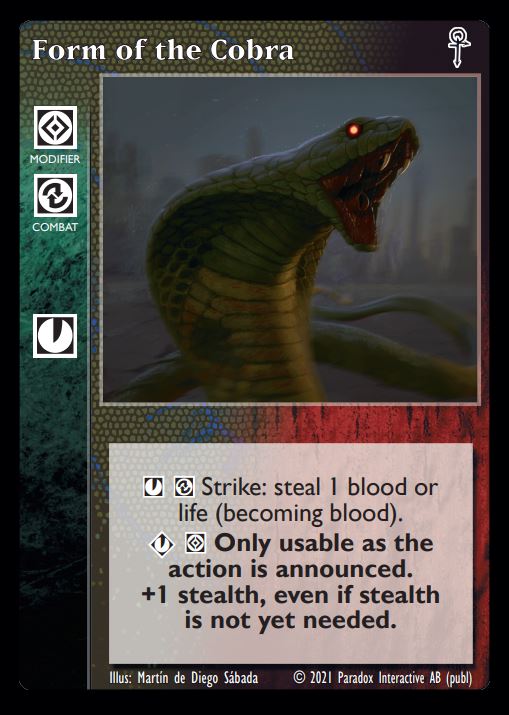 Form of the Cobra
MODIFIER
COMBAT
Strike: steal 1 blood or
life (becoming blood).
Only usable as the
action is announced.
+1 stealth, even if stealth
is not yet needed.
Illus: Martín de Diego Sábada © 2021 Paradox Interactive AB (publ)